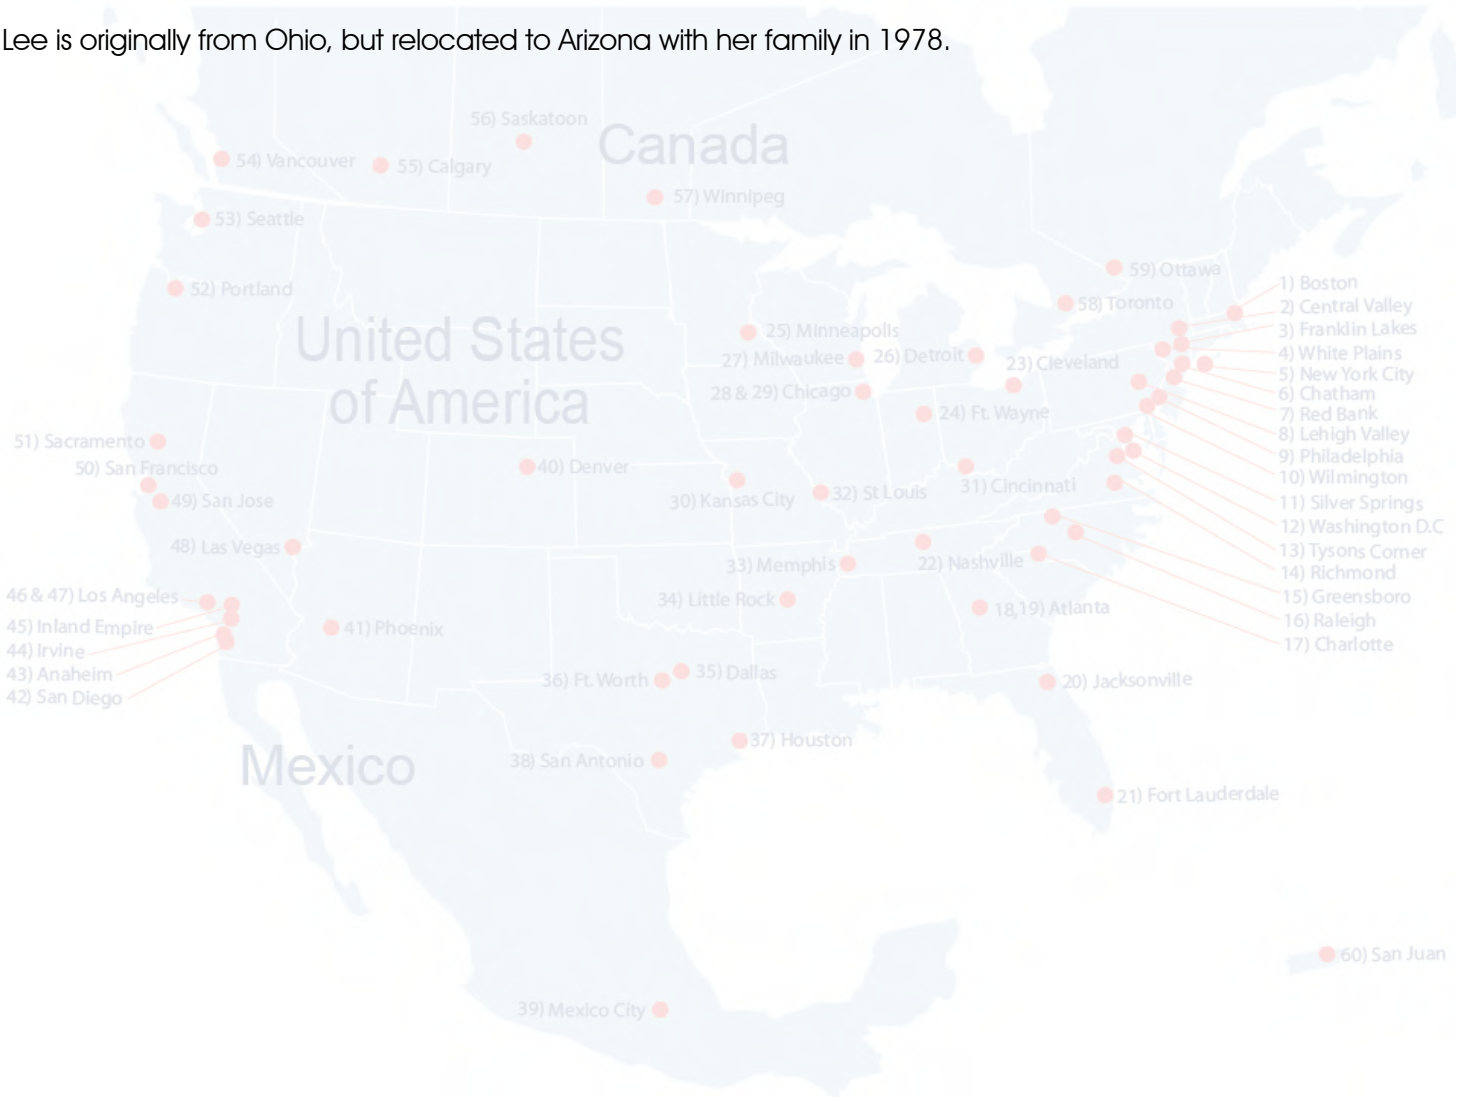 Lee is originally from Ohio, but relocated to Arizona with her family in 1978.
56) Saskatoon
Canada
54) Vancouver
55) Calgary
57) Winnipeg
53) Seattle
59) Ottawa
52) Portland
58) Toronto
1) Boston
2) Central Valley
3) Franklin Lakes
4) White Plains
5) New York City
6) Chatham
7) Red Bank
8) Lehigh Valley
9) Philadelphia
10) Wilmington
11) Silver Springs
12) Washington D.C
13) Tysons Corner
14) Richmond
15) Greensboro
16) Raleigh
17) Charlotte
United States
of America
25) Minneapolis
27) Milwaukee
26) Detroit
23) Cleveland
28 & 29) Chicago
24) Ft. Wayne
51) Sacramento
50) San Francisco
49) San Jose
40) Denver
30) Kansas City
32) St Louis
31) Cincinnati
48) Las Vegas
33) Memphis
22) Nashville
46 & 47) Los Angeles
45) Inland Empire
44) Irvine
43) Anaheim
42) San Diego
41) Phoenix
34) Little Rock
18,19) Atlanta
36) Ft. Worth
35) Dallas
20) Jacksonville
Mexico
38) San Antonio
37) Houston
21) Fort Lauderdale
60) San Juan
39) Mexico City